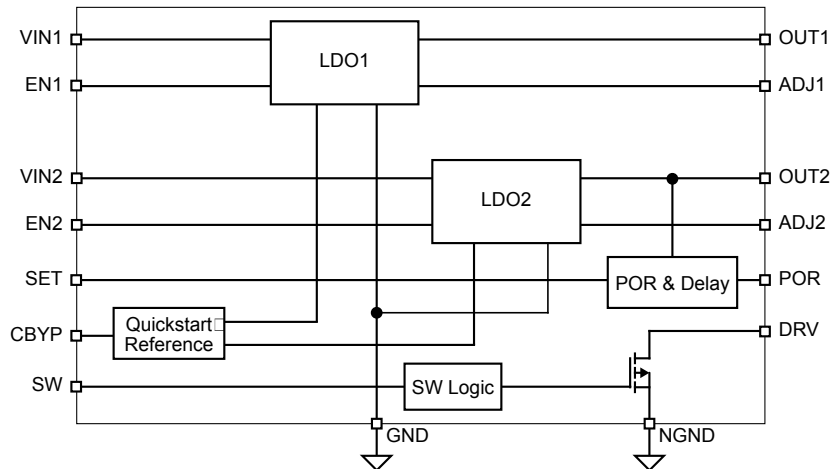 VIN1
LDO1
OUT1
EN1
ADJ1
VIN2
LDO2
OUT2
EN2
ADJ2
SET
POR & Delay
POR
CBYP
Quickstart
Reference
DRV
SW
SW Logic
GND
NGND